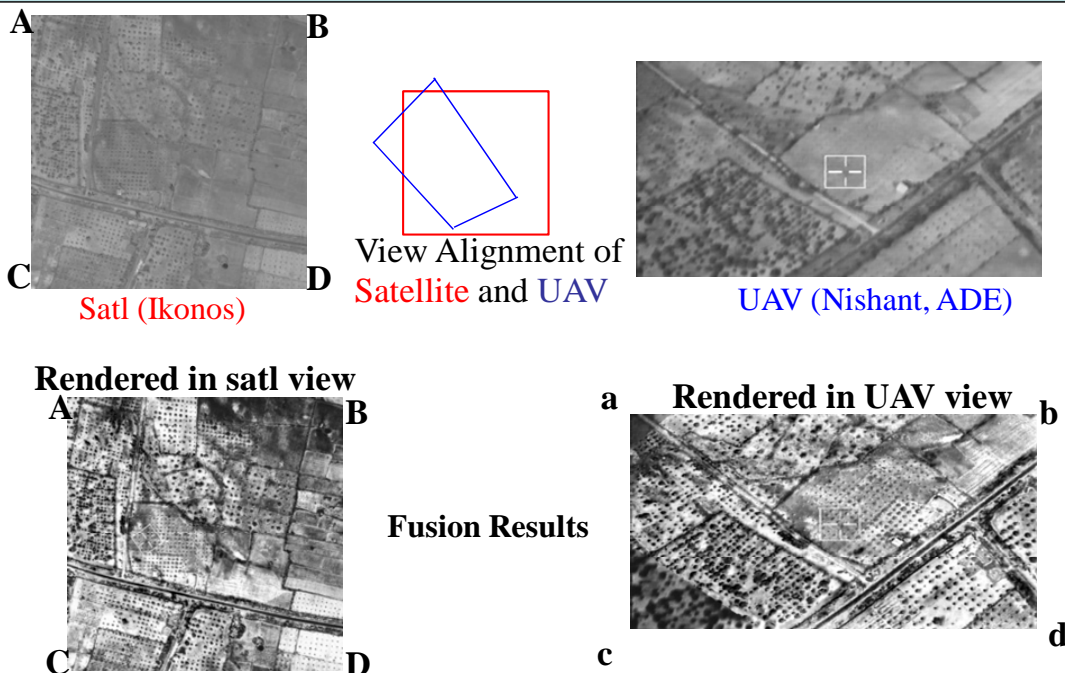 A
B
C
D
Satl (Ikonos)
View Alignment of
Satellite and UAV
UAV (Nishant, ADE)
Rendered in satl view
A
B
C
D
Fusion Results
a
Rendered in UAV view
b
c
d